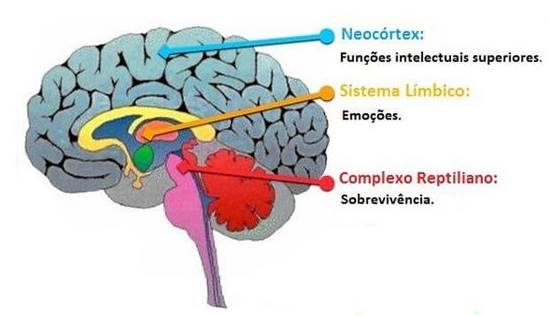 Neocórtex:
Funções intelectuais superiores.
Sistema Límbico:
Emoções.
Complexo Reptiliano:
Sobrevivência.